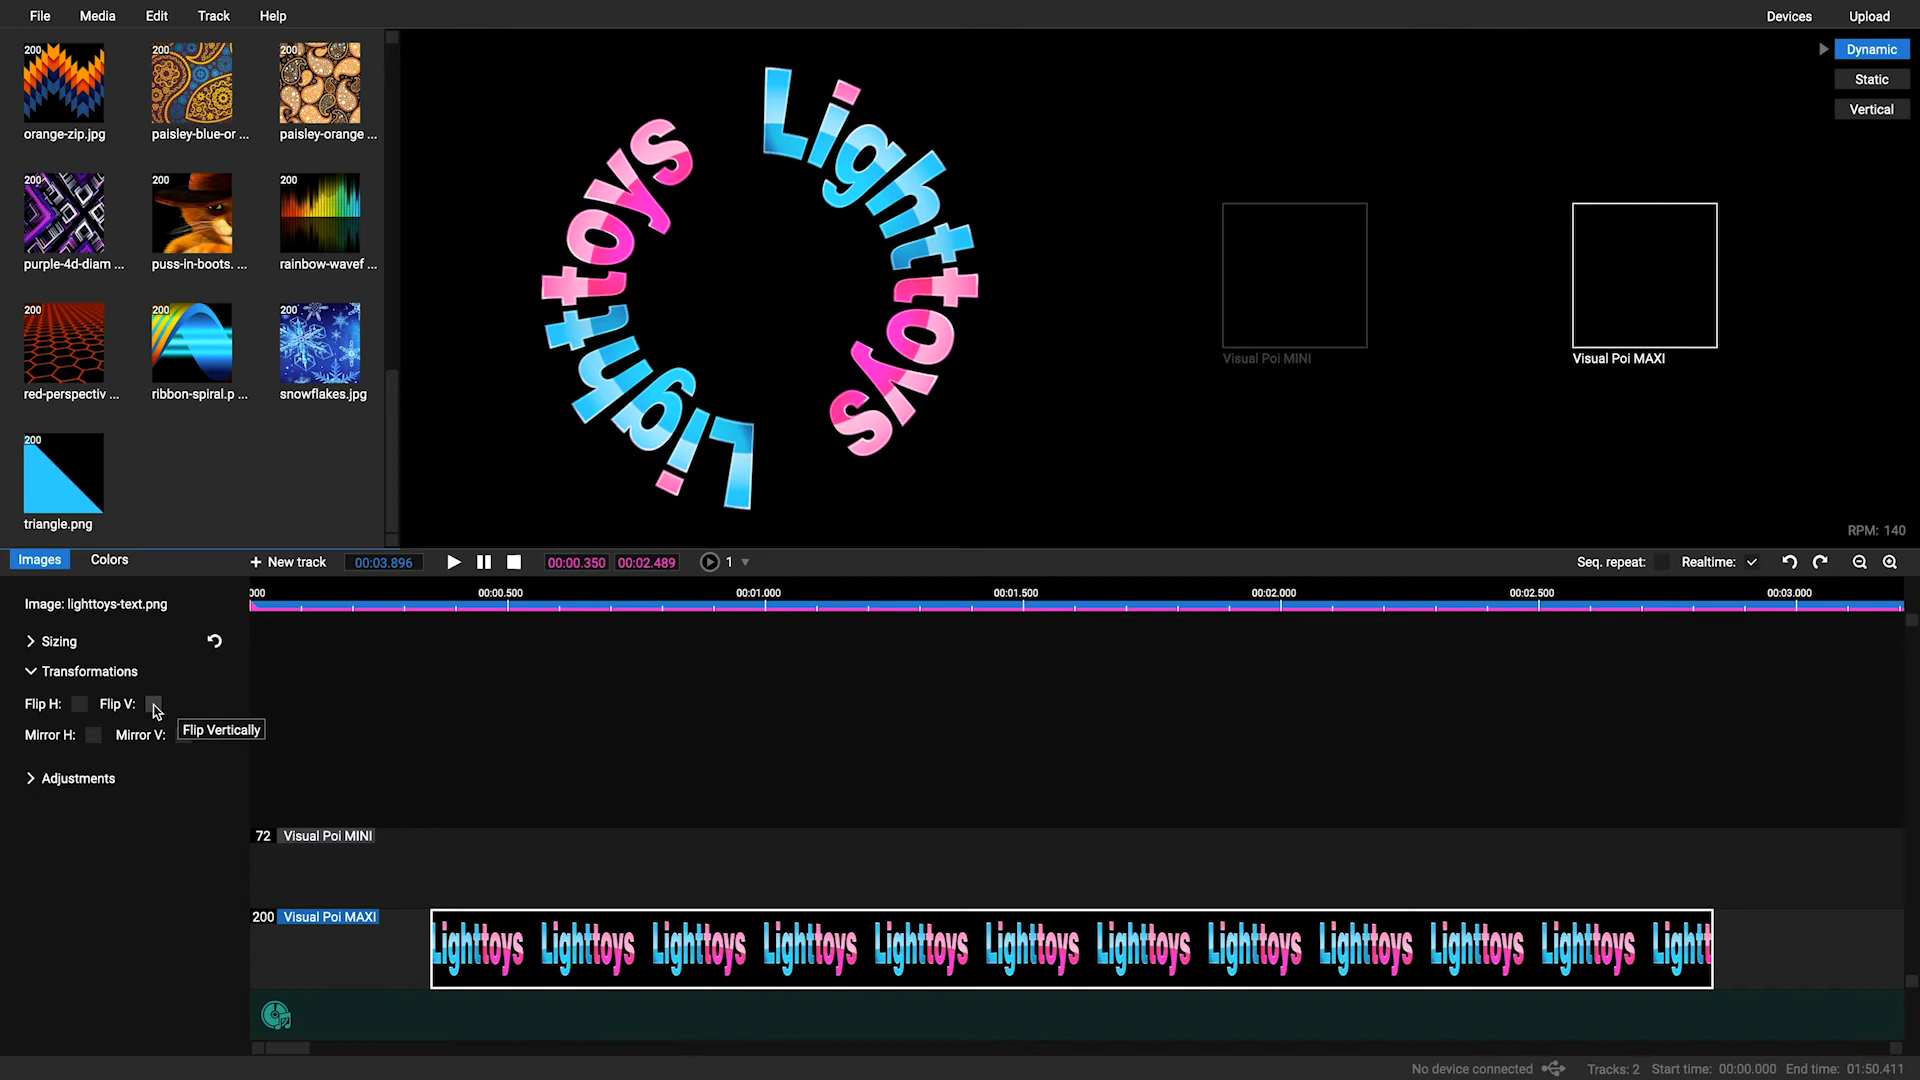 File Media Edit Track Help Devices Upload
200 200 200
orange-zip.jpg paisley-blue-or ... paisley-orange ...
200 200 200
purple-4d-diam ... puss-in-boots. ... rainbow-wavef ...
200 200 200
red-perspectiv ... ribbon-spiral.p ... snowflakes.jpg
200
triangle.png
Lighttoys
Lighttoys
Dynamic
Static
Vertical
Visual Poi MINI Visual Poi MAXI
RPM: 140
Images Colors
+ New track 00:03.896 00:00.350 00:02.489 1 Seq. repeat: Realtime:
000 00:00.500 00:01.000 00:01.500 00:02.000 00:02.500 00:03.000
Image: lighttoys-text.png
Sizing
Transformations
Flip H: Flip V:
Flip Vertically
Mirror H: Mirror V:
Adjustments
72 Visual Poi MINI
200 Visual Poi MAXI
Lighttoys Lighttoys Lighttoys Lighttoys Lighttoys Lighttoys Lighttoys Lighttoys Lighttoys Lighttoys Lighttoys Lightt
No device connected Tracks: 2 Start time: 00:00.000 End time: 01:50.411